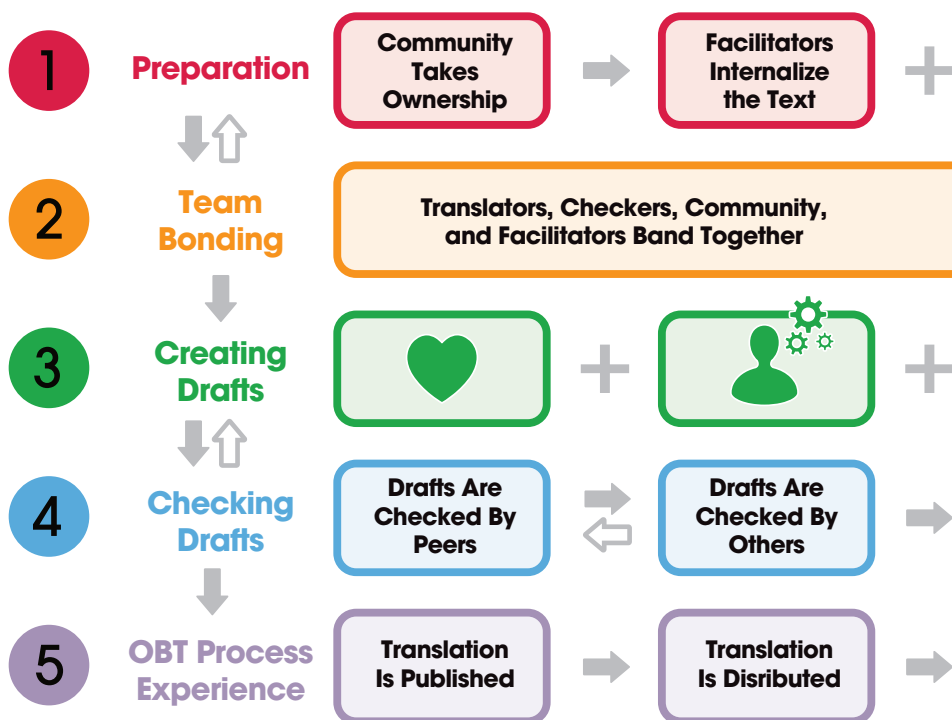 1
Preparation
Community
Takes
Ownership
Facilitators
Internalize
the Text
2
Team
Bonding
Translators, Checkers, Community,
and Facilitators Band Together
3
Creating
Drafts
4
Checking
Drafts
Drafts Are
Checked By
Peers
Drafts Are
Checked By
Others
5
OBT Process
Experience
Translation
Is Published
Translation
Is Disributed